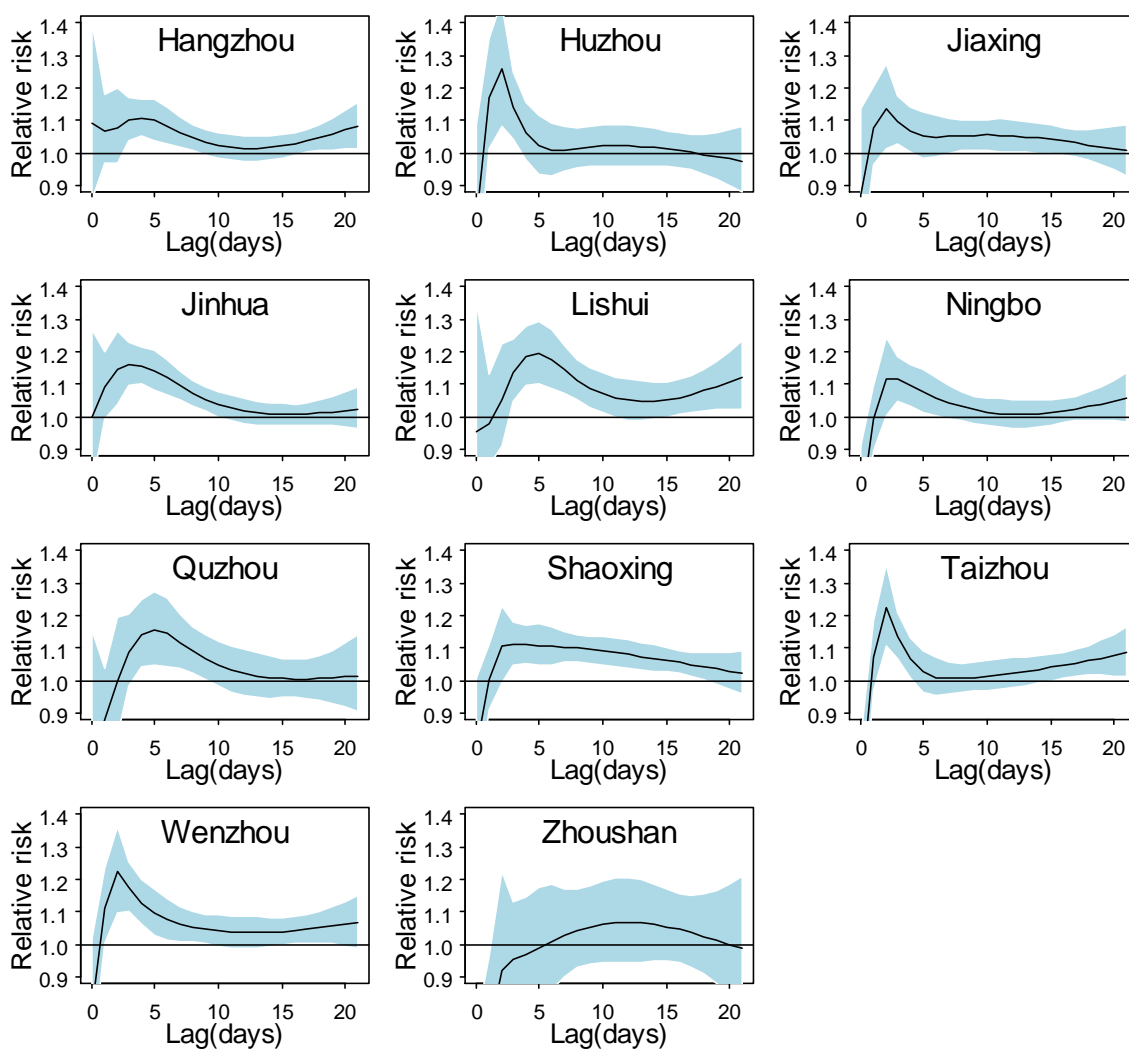 Hangzhou
Relative risk
1.4
1.3
1.2
1.1
1.0
0.9
0 5 10 15 20
Lag(days)
Huzhou
Relative risk
1.4
1.3
1.2
1.1
1.0
0.9
0 5 10 15 20
Lag(days)
Jiaxing
Relative risk
1.4
1.3
1.2
1.1
1.0
0.9
0 5 10 15 20
Lag(days)
Jinhua
Relative risk
1.4
1.3
1.2
1.1
1.0
0.9
0 5 10 15 20
Lag(days)
Lishui
Relative risk
1.4
1.3
1.2
1.1
1.0
0.9
0 5 10 15 20
Lag(days)
Ningbo
Relative risk
1.4
1.3
1.2
1.1
1.0
0.9
0 5 10 15 20
Lag(days)
Quzhou
Relative risk
1.4
1.3
1.2
1.1
1.0
0.9
0 5 10 15 20
Lag(days)
Shaoxing
Relative risk
1.4
1.3
1.2
1.1
1.0
0.9
0 5 10 15 20
Lag(days)
Taizhou
Relative risk
1.4
1.3
1.2
1.1
1.0
0.9
0 5 10 15 20
Lag(days)
Wenzhou
Relative risk
1.4
1.3
1.2
1.1
1.0
0.9
0 5 10 15 20
Lag(days)
Zhoushan
Relative risk
1.4
1.3
1.2
1.1
1.0
0.9
0 5 10 15 20
Lag(days)